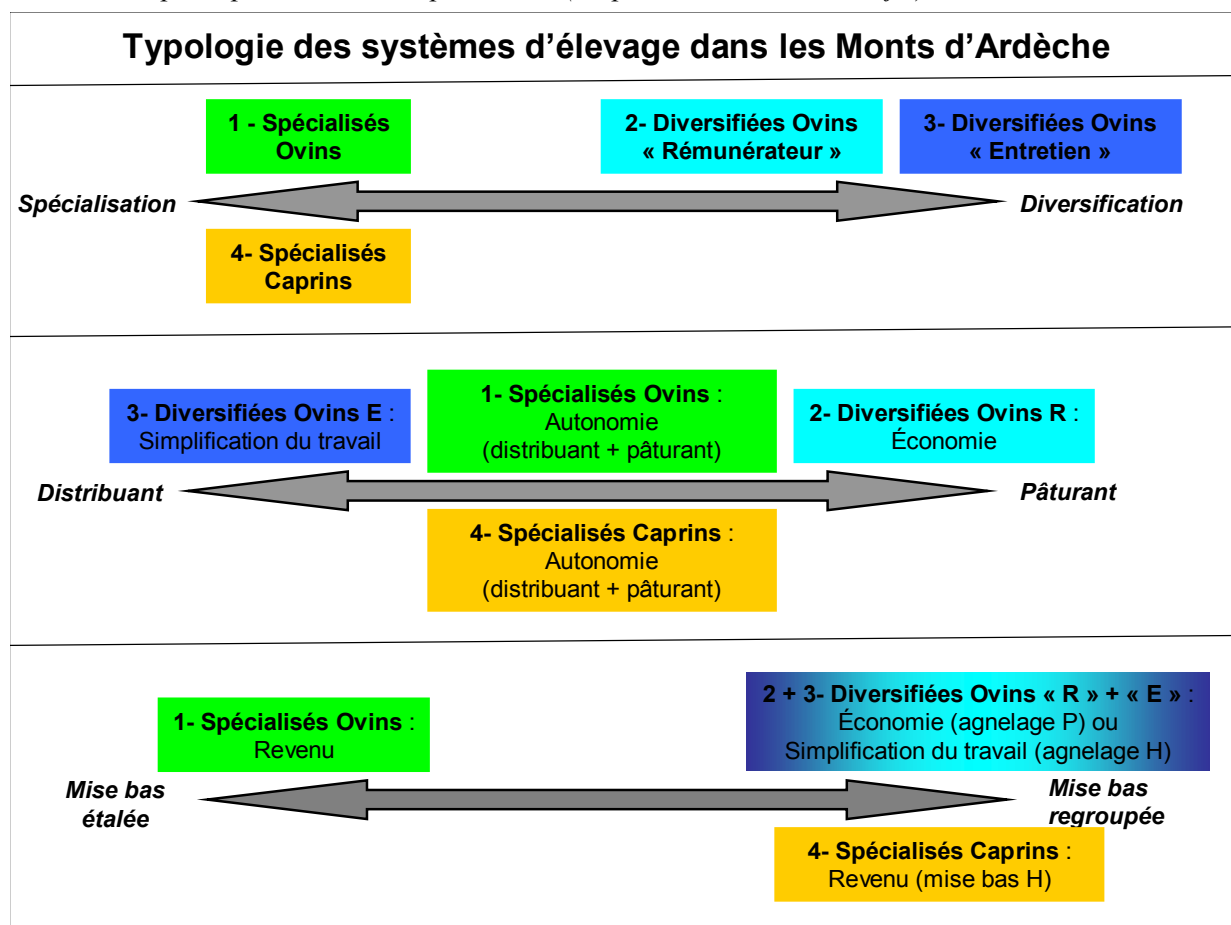 Typologie des systèmes d'élevage dans les Monts d'Ardèche
1 - Spécialisés
Ovins
2- Diversifiées Ovins
« Rémunérateur »
3- Diversifiées Ovins
« Entretien »
Spécialisation
Diversification
4- Spécialisés
Caprins
3- Diversifiées Ovins E :
Simplification du travail
1- Spécialisés Ovins :
Autonomie
(distribuant + pâturant)
2- Diversifiées Ovins R :
Économie
Distribuant
Pâturant
4- Spécialisés Caprins :
Autonomie
(distribuant + pâturant)
1- Spécialisés Ovins :
Revenu
2 + 3- Diversifiées Ovins « R » + « E » :
Économie (agnelage P) ou
Simplification du travail (agnelage H)
Mise bas
étalée
Mise bas
regroupée
4- Spécialisés Caprins :
Revenu (mise bas H)